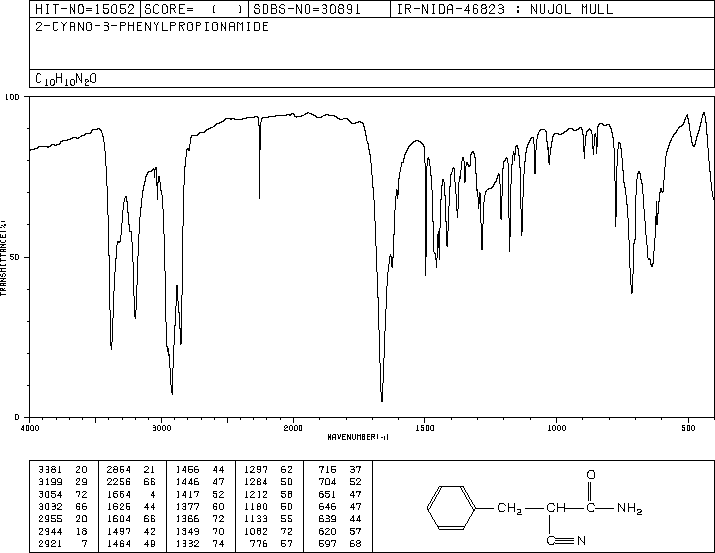 HIT-NO=15052 SCORE= ( ) SDBS-NO=30891 IR-NIDA-46823 : NUJOL MULL
2-CYANO-3-PHENYLPROPIONAMIDE
C10H10N2O
100
50
0
TRANSMITTANCE(%)
4000 3000 2000 1500 1000 500
WAVENUMBER(-1)
3381 20 2854 21 1456 44 1297 62 716 37
3199 29 2256 66 1446 47 1284 50 704 52
3054 72 1664 4 1417 52 1212 58 651 47
3032 66 1625 44 1377 60 1180 50 646 47
2955 20 1604 66 1366 72 1133 55 639 44
2944 18 1497 42 1349 70 1082 72 620 57
2921 7 1464 49 1332 74 776 57 597 68
O
CH2 CH C NH2
C N